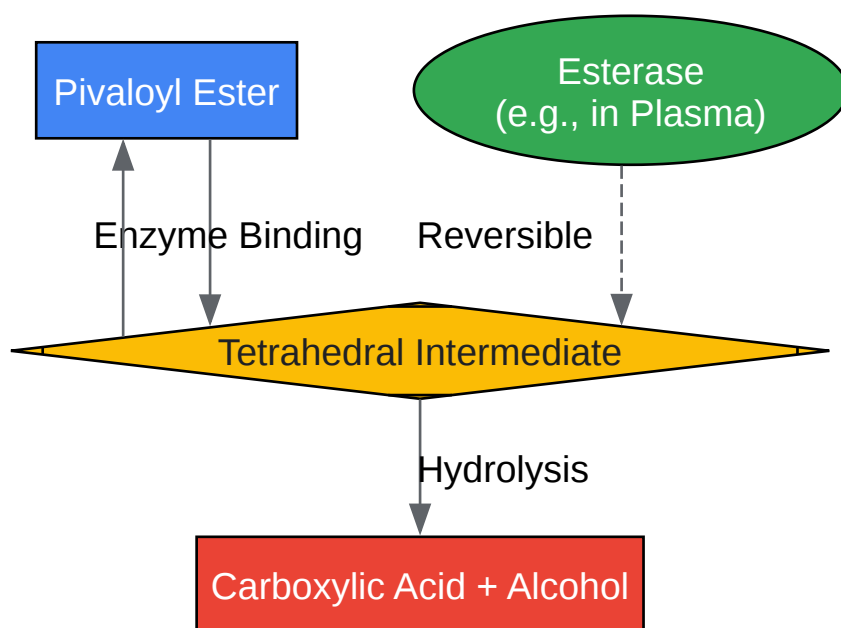 Pivaloyl Ester
Esterase
(e.g., in Plasma)
Enzyme Binding
Reversible
Tetrahedral Intermediate
Hydrolysis
Carboxylic Acid + Alcohol